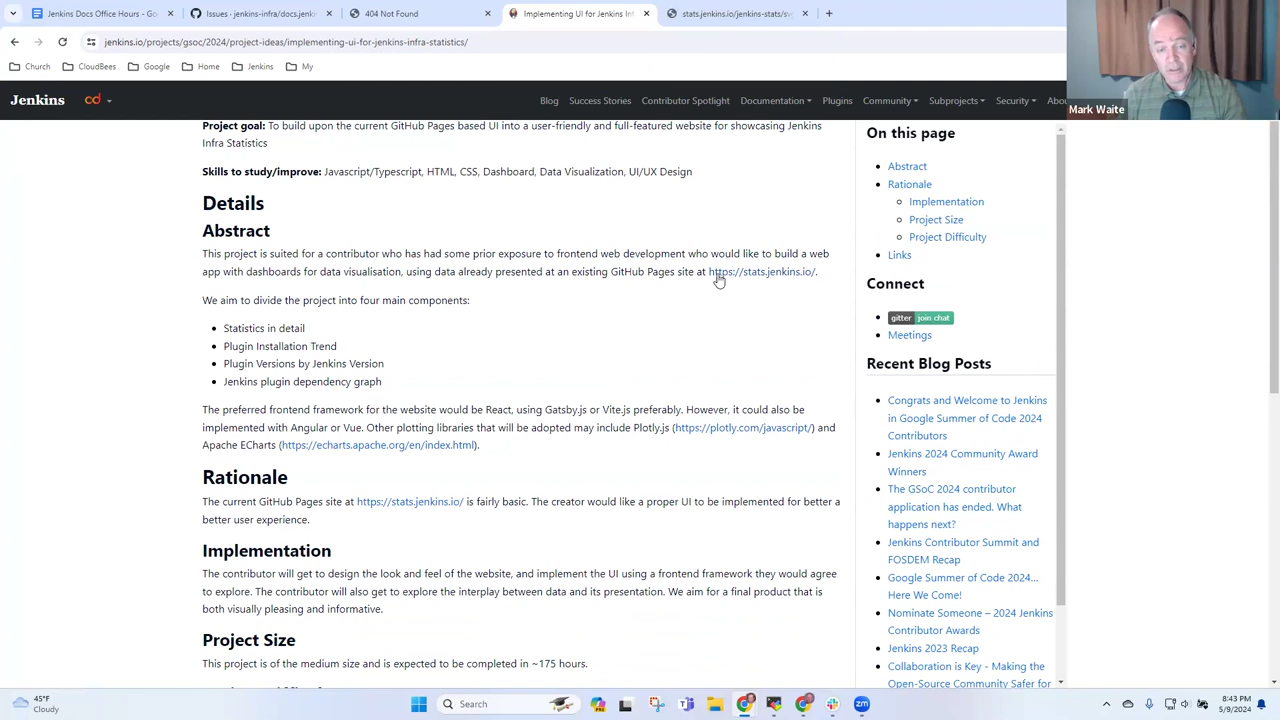 Jenkins Docs Office Hours - Go
Issues · jenkins-infra/docs.jenkin
404 Not Found
Implementing UI for Jenkins Inf
stats.jenkins.io/jenkins-stats/svg
jenkins.io/projects/gsoc/2024/project-ideas/implementing-ui-for-jenkins-infra-statistics/
Church CloudBees Google Home Jenkins My
Mark Waite
Jenkins cd Blog Success Stories Contributor Spotlight Documentation Plugins Community Subprojects Security Abou
Project goal: To build upon the current GitHub Pages based UI into a user-friendly and full-featured website for showcasing Jenkins
Infra Statistics
Skills to study/improve: Javascript/Typescript, HTML, CSS, Dashboard, Data Visualization, UI/UX Design
Details
Abstract
This project is suited for a contributor who has had some prior exposure to frontend web development who would like to build a web
app with dashboards for data visualisation, using data already presented at an existing GitHub Pages site at https://stats.jenkins.io/.
We aim to divide the project into four main components:
Statistics in detail
Plugin Installation Trend
Plugin Versions by Jenkins Version
Jenkins plugin dependency graph
The preferred frontend framework for the website would be React, using Gatsby.js or Vite.js preferably. However, it could also be
implemented with Angular or Vue. Other plotting libraries that will be adopted may include Plotly.js (https://plotly.com/javascript/) and
Apache ECharts (https://echarts.apache.org/en/index.html).
Rationale
The current GitHub Pages site at https://stats.jenkins.io/ is fairly basic. The creator would like a proper UI to be implemented for better a
better user experience.
Implementation
The contributor will get to design the look and feel of the website, and implement the UI using a frontend framework they would agree
to explore. The contributor will also get to explore the interplay between data and its presentation. We aim for a final product that is
both visually pleasing and informative.
Project Size
This project is of the medium size and is expected to be completed in ~175 hours.
On this page
Abstract
Rationale
Implementation
Project Size
Project Difficulty
Links
Connect
gitter join chat
Meetings
Recent Blog Posts
Congrats and Welcome to Jenkins
in Google Summer of Code 2024
Contributors
Jenkins 2024 Community Award
Winners
The GSoC 2024 contributor
application has ended. What
happens next?
Jenkins Contributor Summit and
FOSDEM Recap
Google Summer of Code 2024...
Here We Come!
Nominate Someone – 2024 Jenkins
Contributor Awards
Jenkins 2023 Recap
Collaboration is Key - Making the
Open-Source Community Safer for
45°F
Cloudy
Search
8:43 PM
5/9/2024